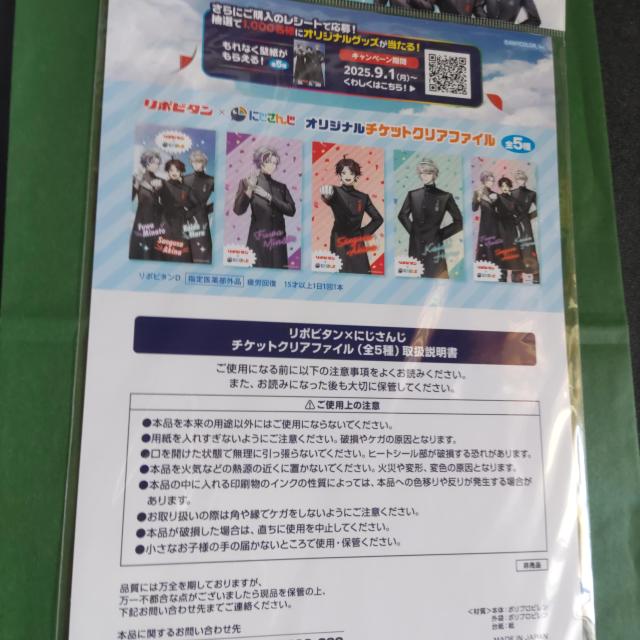 さらにご購入のレシートで応募！
抽選で1,000名様にオリジナルグッズが当たる！
もれなく壁紙が
もらえる！
全5種
キャンペーン期間
2025.9.1(月)～
くわしくはこちら！▶
リポビタン × にじさんじ オリジナルチケットクリアファイル 全5種
リポビタンD 指定医薬部外品 疲労回復 15才以上1日1回1本
リポビタン×にじさんじ
チケットクリアファイル（全5種）取扱説明書
ご使用になる前に以下の注意事項をよくお読みください。
また、お読みになった後も大切に保管してください。
⚠ご使用上の注意
●本品を本来の用途以外にはご使用にならないでください。
●用紙を入れすぎないようにご注意ください。破損やケガの原因となります。
●口を開けた状態で無理に引っ張らないでください。ヒートシール部が破損する恐れがあります。
●本品を火気などの熱源の近くに置かないてください。火災や変形、変色の原因となります。
●本品の中に入れる印刷物のインクの性質によっては、本品への色移りや反りが発生する場合が
あります。
●お取り扱いの際は角や縁でケガをしないようにご注意ください。
●本品が破損した場合は、直ちに使用を中止してください。
●小さなお子様の手の届かないところで使用・保管ください。
非売品
品質には万全を期しておりますが、
万一不都合な点がございましたら現品を保管の上、
下記お問い合わせ先までご連絡ください。
本品に関するお問い合わせ先
＜材質＞本体：ポリプロピレン
外袋：ポリプロピレン
台紙：紙
MADE IN JAPAN